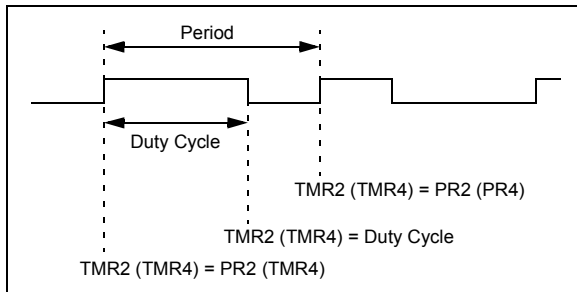 Period
Duty Cycle
TMR2 (TMR4) = PR2 (PR4)
TMR2 (TMR4) = Duty Cycle
TMR2 (TMR4) = PR2 (TMR4)